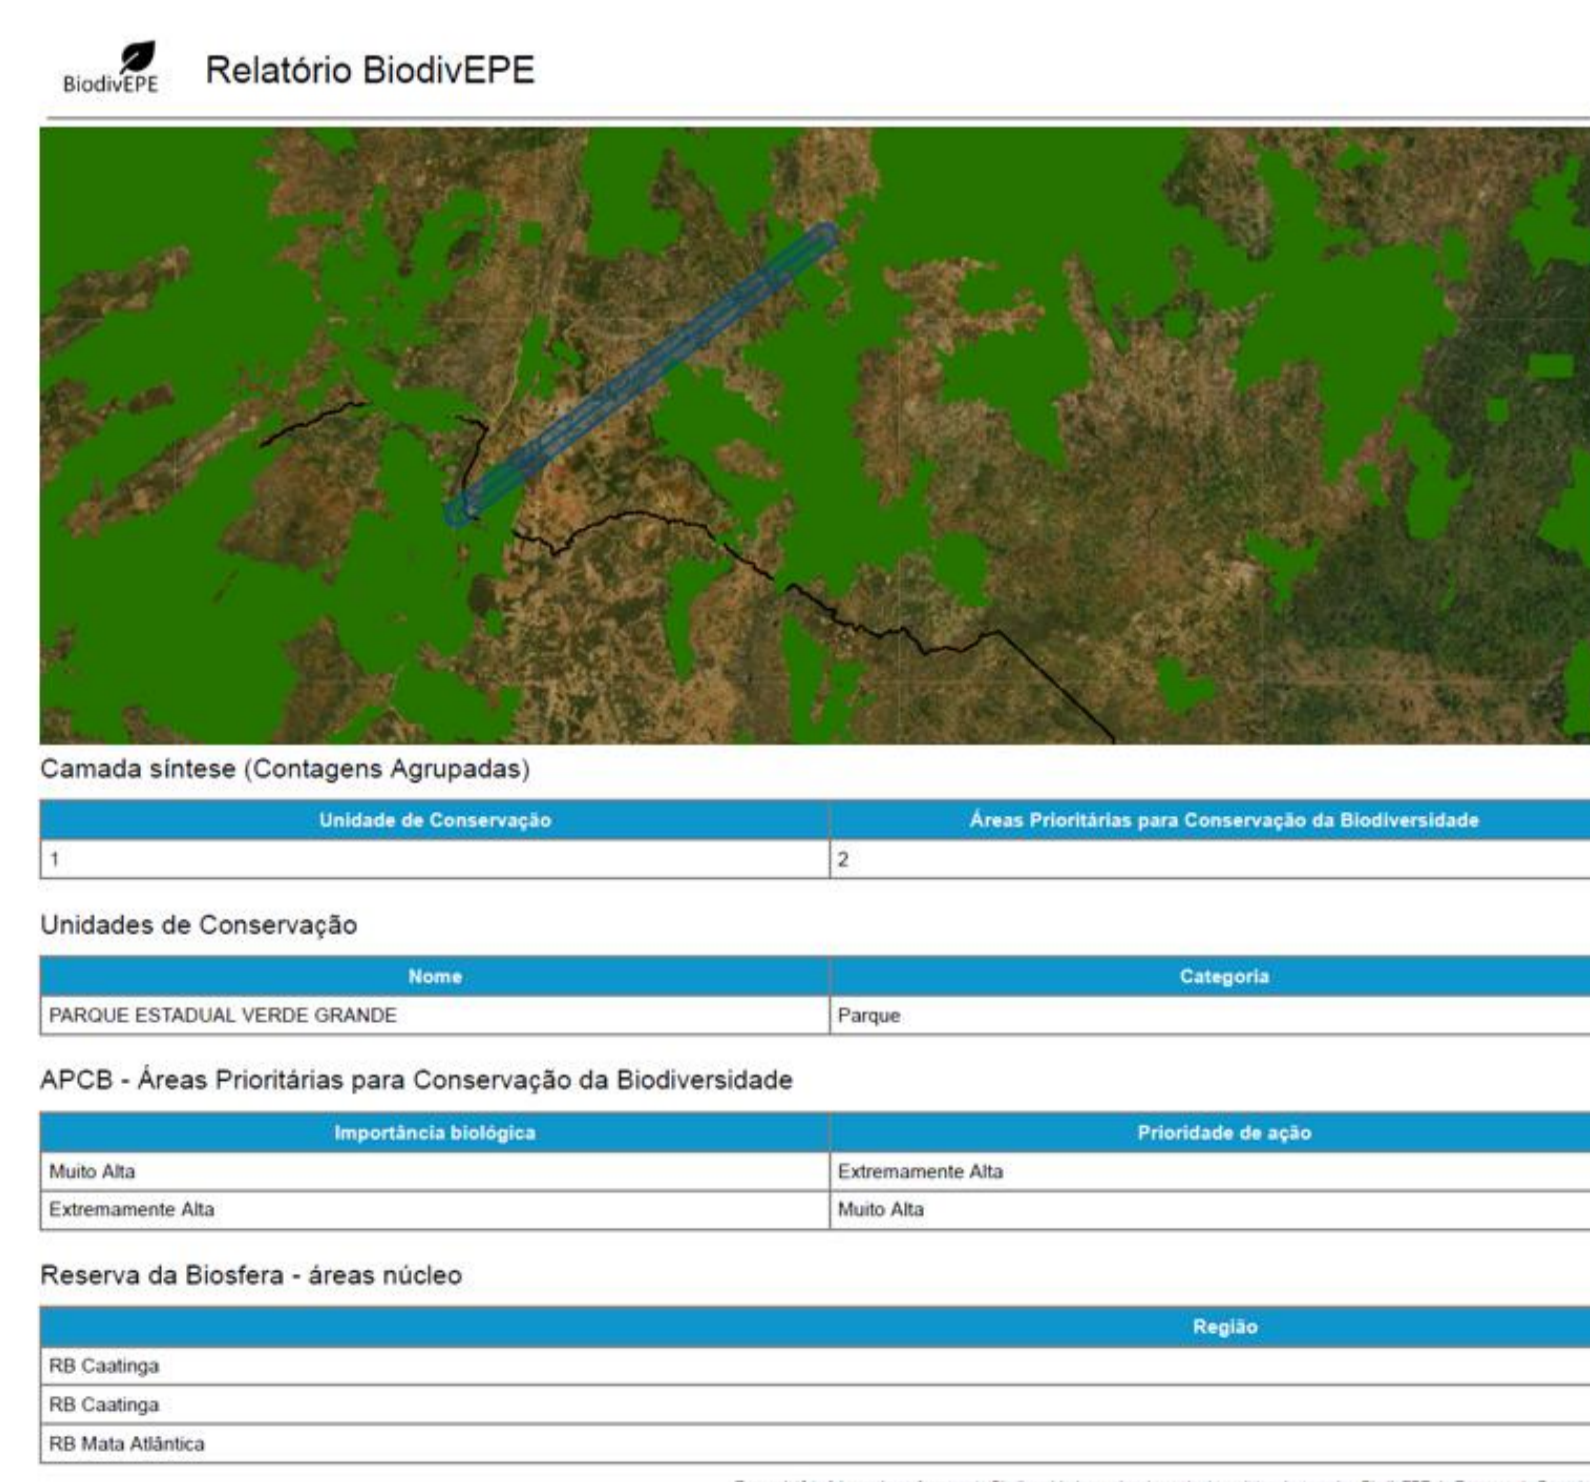 BiodivEPE
Relatório BiodivEPE
Camada síntese (Contagens Agrupadas)
Unidade de Conservação
Áreas Prioritárias para Conservação da Biodiversidade
1
2
Unidades de Conservação
Nome
Categoria
PARQUE ESTADUAL VERDE GRANDE
Parque
APCB - Áreas Prioritárias para Conservação da Biodiversidade
Importância biológica
Prioridade de ação
Muito Alta
Extremamente Alta
Extremamente Alta
Muito Alta
Reserva da Biosfera - áreas núcleo
Região
RB Caatinga
RB Caatinga
RB Mata Atlântica